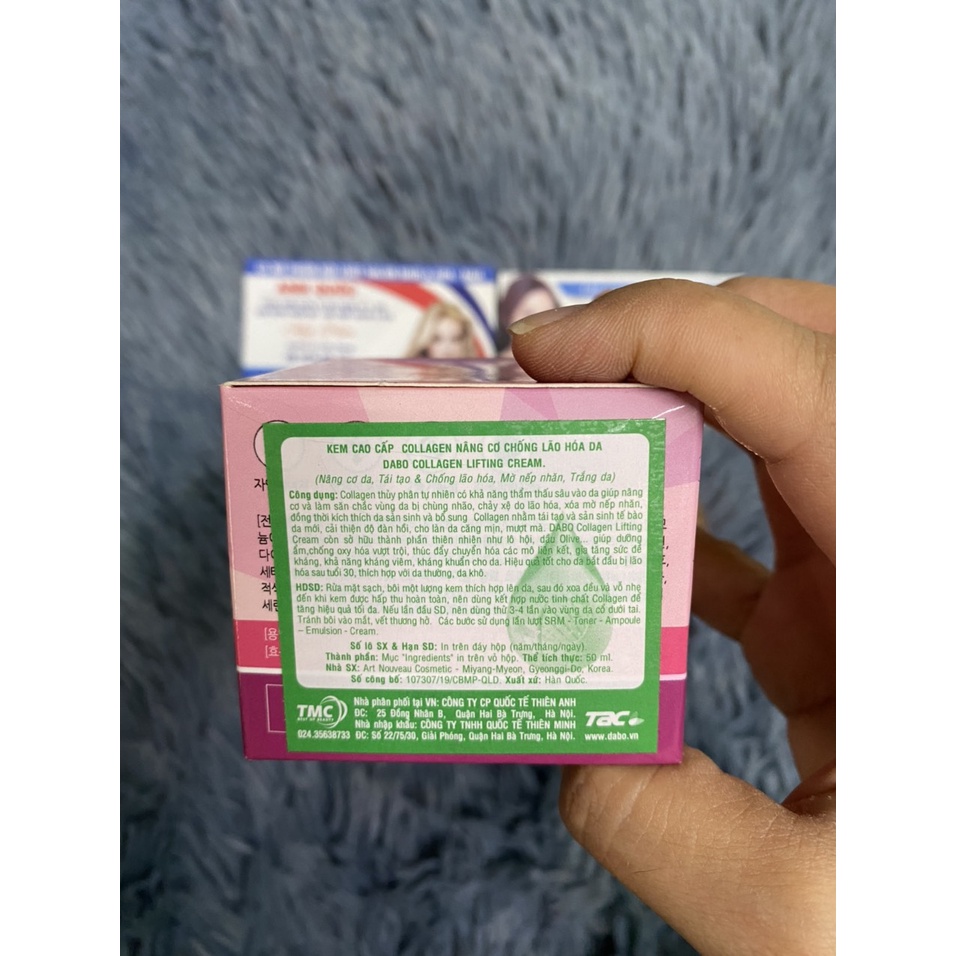 KEM CAO CẤP COLLAGEN NÂNG CƠ CHỐNG LÃO HÓA DA
DABO COLLAGEN LIFTING CREAM.
(Nâng cơ da, Tái tạo & Chống lão hóa, Mờ nếp nhăn, Trắng da)
Công dụng: Collagen thủy phân tự nhiên có khả năng thẩm thấu sâu vào da giúp nâng
cơ và làm săn chắc vùng da bị chùng nhão, chảy xệ do lão hóa, xóa mờ nếp nhăn,
đồng thời kích thích da sản sinh và bổ sung Collagen nhằm tái tạo và sản sinh tế bào
da mới, cải thiện độ đàn hồi, cho làn da căng mịn, mượt mà. DABO Collagen Lifting
Cream còn sở hữu thành phần thiên nhiên như lô hội, dầu Olive, giúp dưỡng
ẩm,chống oxy hóa vượt trội, thúc đẩy chuyển hóa các mô liên kết, gia tăng sức đề
kháng, khả năng kháng viêm, kháng khuẩn cho da. Hiệu quả tốt cho da bắt đầu bị lão
hóa sau tuổi 30, thích hợp với da thường, da khô.
HDSD: Rửa mặt sạch, bôi một lượng kem thích hợp lên da, sau đó xoa đều và vỗ nhẹ
đến khi kem được hấp thu hoàn toàn, nên dùng kết hợp nước tinh chất Collagen để
tăng hiệu quả tối đa. Nếu lần đầu SD, nên dùng thử 3-4 lần vào vùng da cổ dưới tai.
Tránh bôi vào mắt, vết thương hở. Các bước sử dụng lần lượt SRM - Toner - Ampoule
– Emulsion - Cream.
Số lô SX & Hạn SD: In trên đáy hộp (năm/tháng/ngày).
Thành phần: Mục "Ingredients" in trên vỏ hộp. Thể tích thực: 50 ml.
Nhà SX: Art Nouveau Cosmetic - Miyang-Myeon, Gyeonggi-Do, Korea.
Số công bố: 107307/19/CBMP-QLD. Xuất xứ: Hàn Quốc.
TMC
024.35638733
Nhà phân phối tại VN: CÔNG TY CP QUỐC TẾ THIÊN ANH
ĐC: 25 Đồng Nhân B, Quận Hai Bà Trưng, Hà Nội.
Nhà nhập khẩu: CÔNG TY TNHH QUỐC TẾ THIÊN MINH
ĐC: Số 22/75/30, Giải Phóng, Quận Hai Bà Trưng, Hà Nội.
TAC
www.dabo.vn